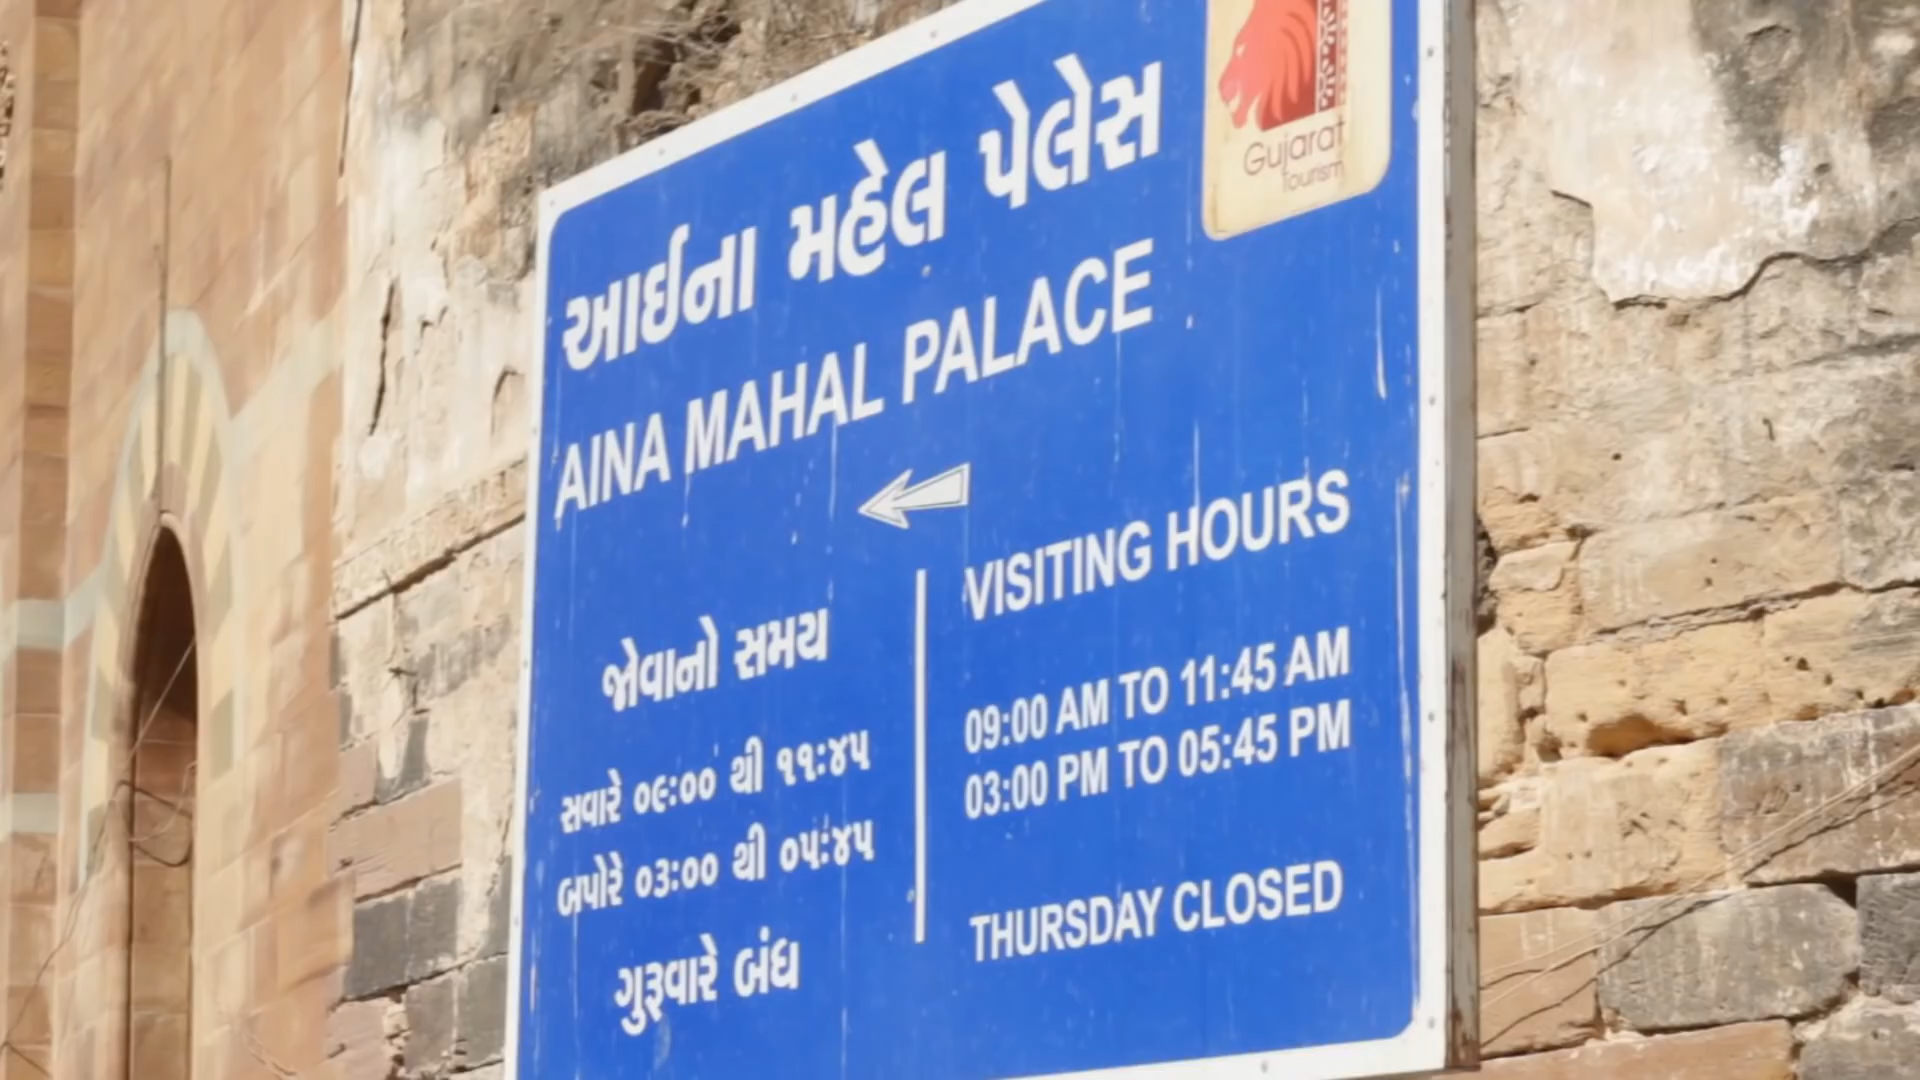 આઈના મહેલ પેલેસ
Gujarat
Tourism
AINA MAHAL PALACE
જોવાનો સમય
સવારે ૦૯:૦૦ થી ૧૧:૪૫
બપોરે ૦૩:૦૦ થી ૦૫:૪૫
ગુરૂવારે બંધ
VISITING HOURS
09:00 AM TO 11:45 AM
03:00 PM TO 05:45 PM
THURSDAY CLOSED